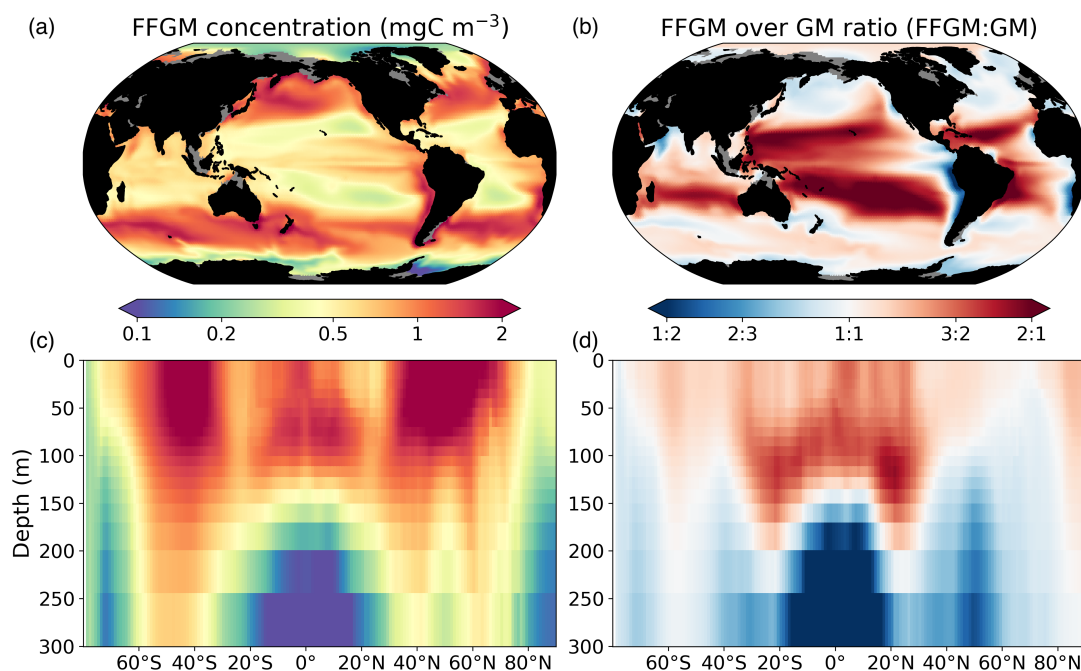 (a) FFGM concentration (mgC m⁻³)
(b) FFGM over GM ratio (FFGM:GM)
0.1 0.2 0.5 1 2
1:2 2:3 1:1 3:2 2:1
(c)
(d)
Depth (m)
0
50
100
150
200
250
300
60°S 40°S 20°S 0° 20°N 40°N 60°N 80°N
0
50
100
150
200
250
300
60°S 40°S 20°S 0° 20°N 40°N 60°N 80°N